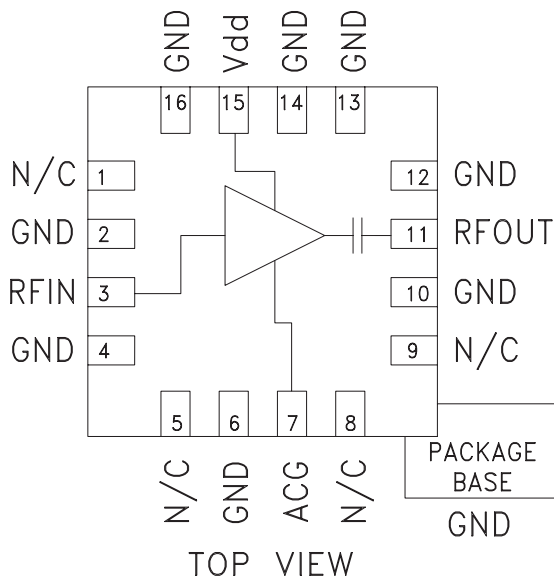 GND
Vdd
GND
GND
16
15
14
13
N/C
1
12
GND
GND
2
11
RFOUT
RFIN
3
10
GND
GND
4
9
N/C
5
6
7
8
N/C
GND
ACG
N/C
PACKAGE
BASE
GND
TOP VIEW